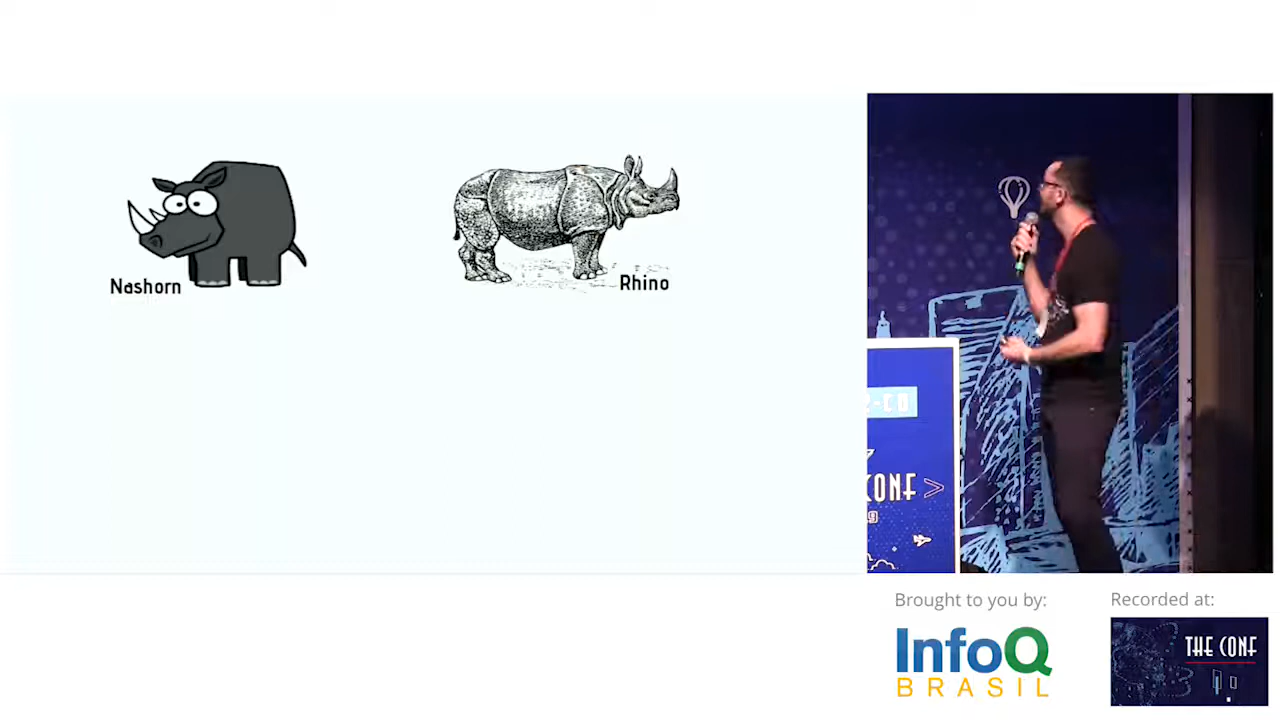 Nashorn
Rhino
CONF >
Brought to you by:
InfoQ
BRASIL
Recorded at:
THE CONF